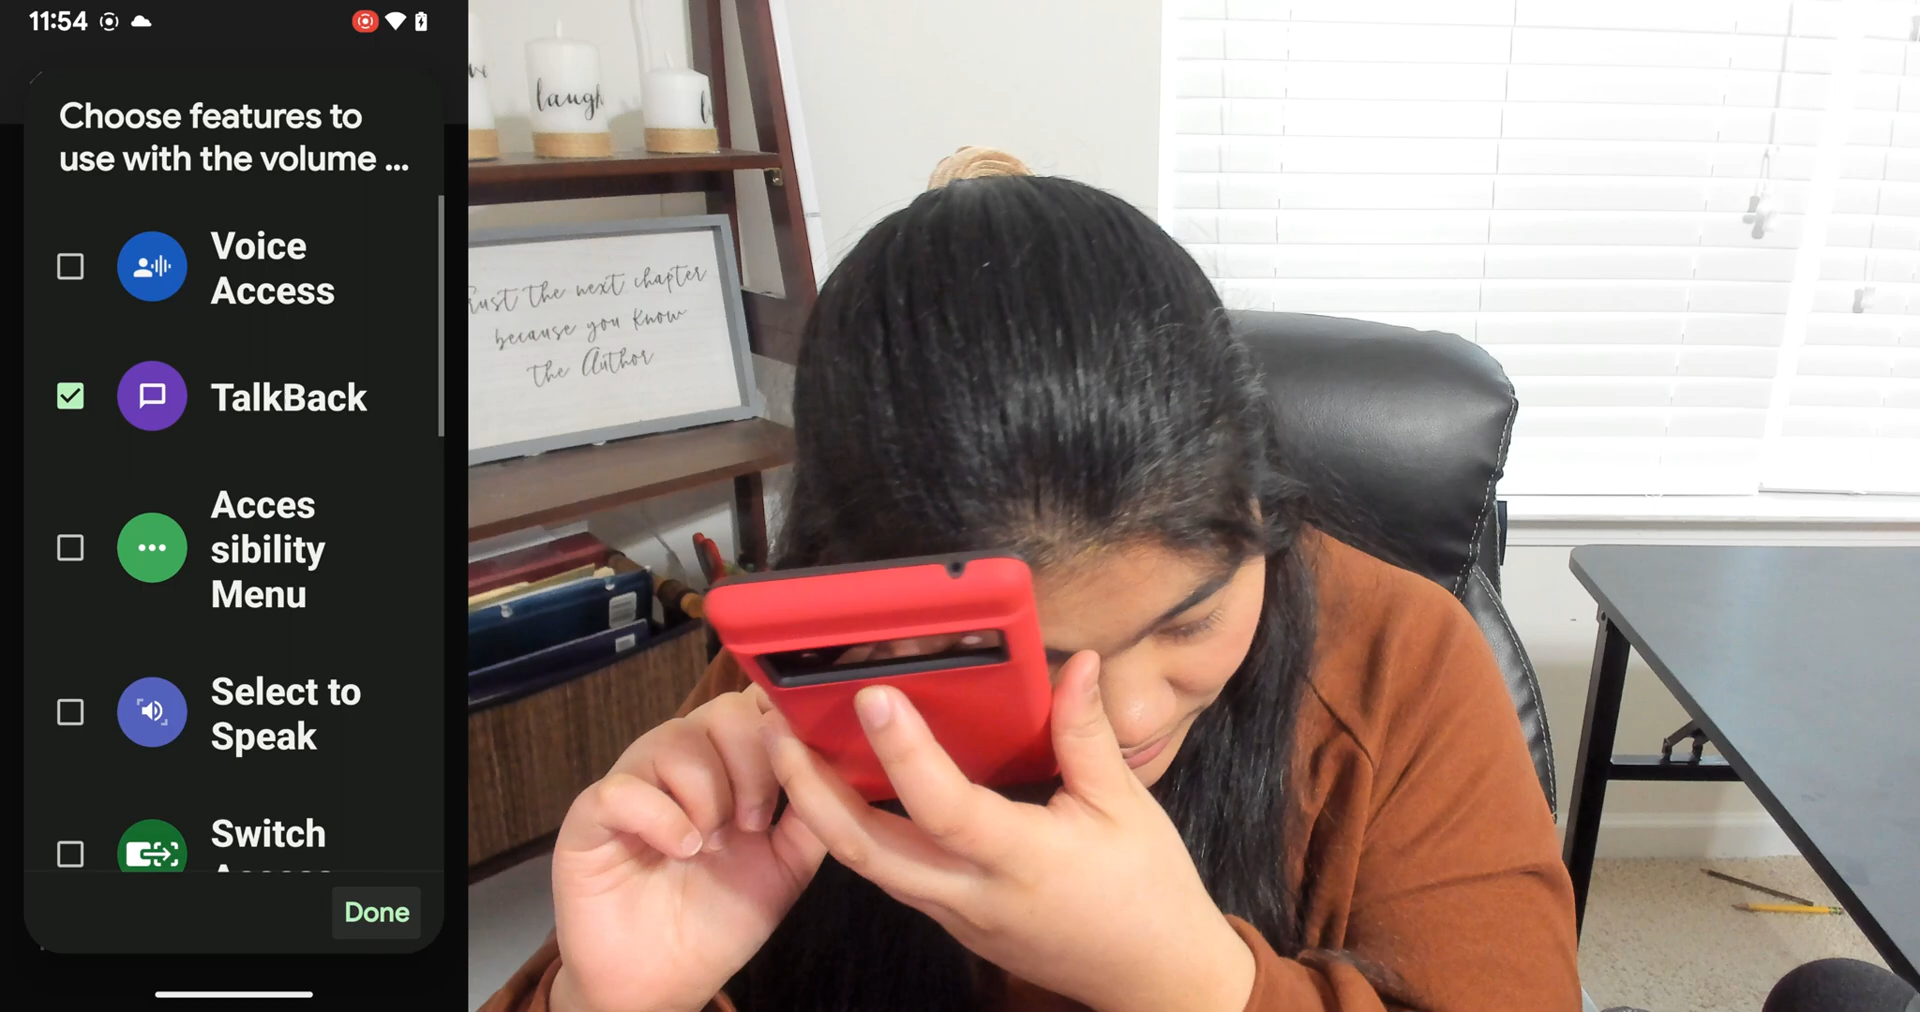 11:54
Choose features to
use with the volume ...
Voice
Access
TalkBack
Acces
sibility
Menu
Select to
Speak
Switch
Done
laugh
the next chapter
because you know
the Author